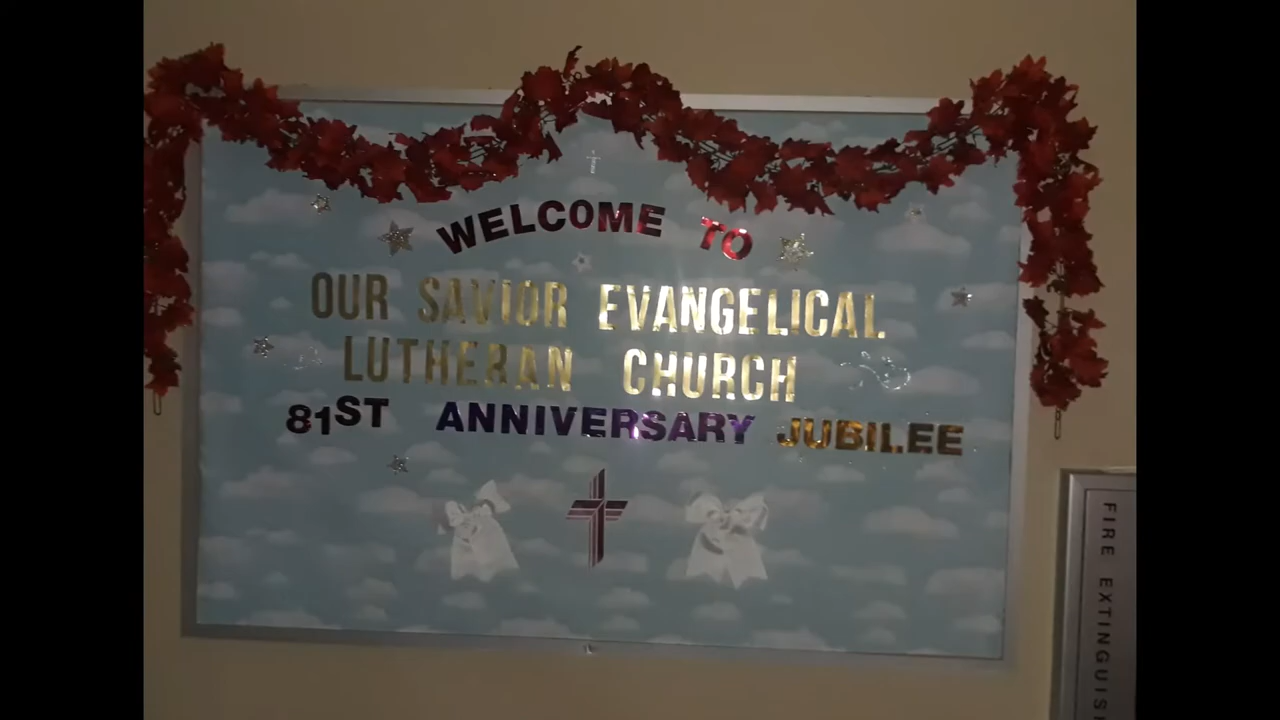 WELCOME TO
OUR SAVIOR EVANGELICAL
LUTHERAN CHURCH
81ST ANNIVERSARY JUBILEE
FIRE EXTINGUIS